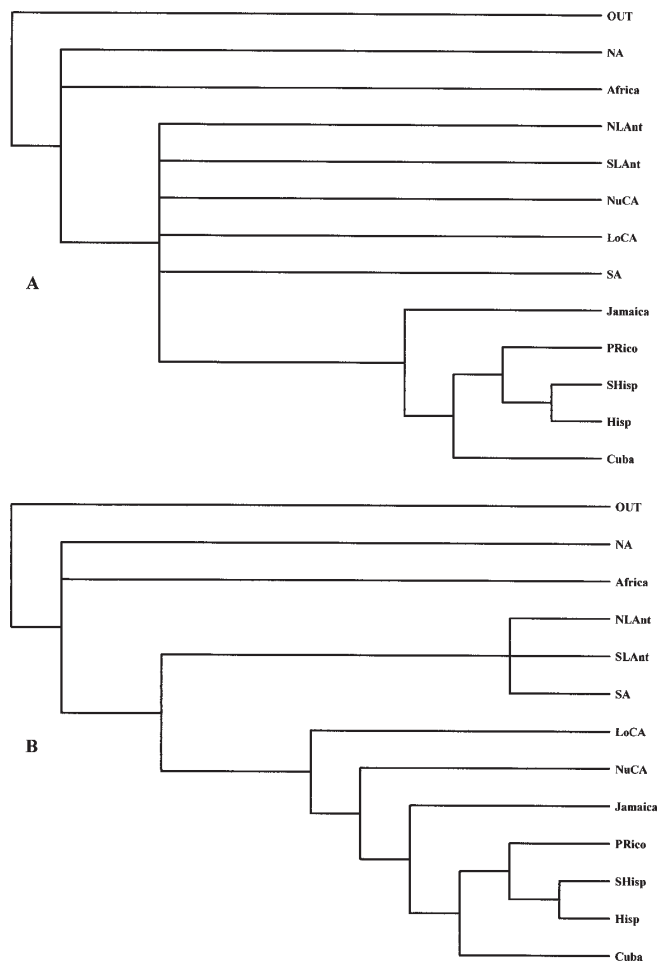 OUT
NA
Africa
NLAnt
SLAnt
NuCA
LoCA
A
SA
Jamaica
PRico
SHisp
Hisp
Cuba
OUT
NA
Africa
NLAnt
SLAnt
SA
LoCA
B
NuCA
Jamaica
PRico
SHisp
Hisp
Cuba